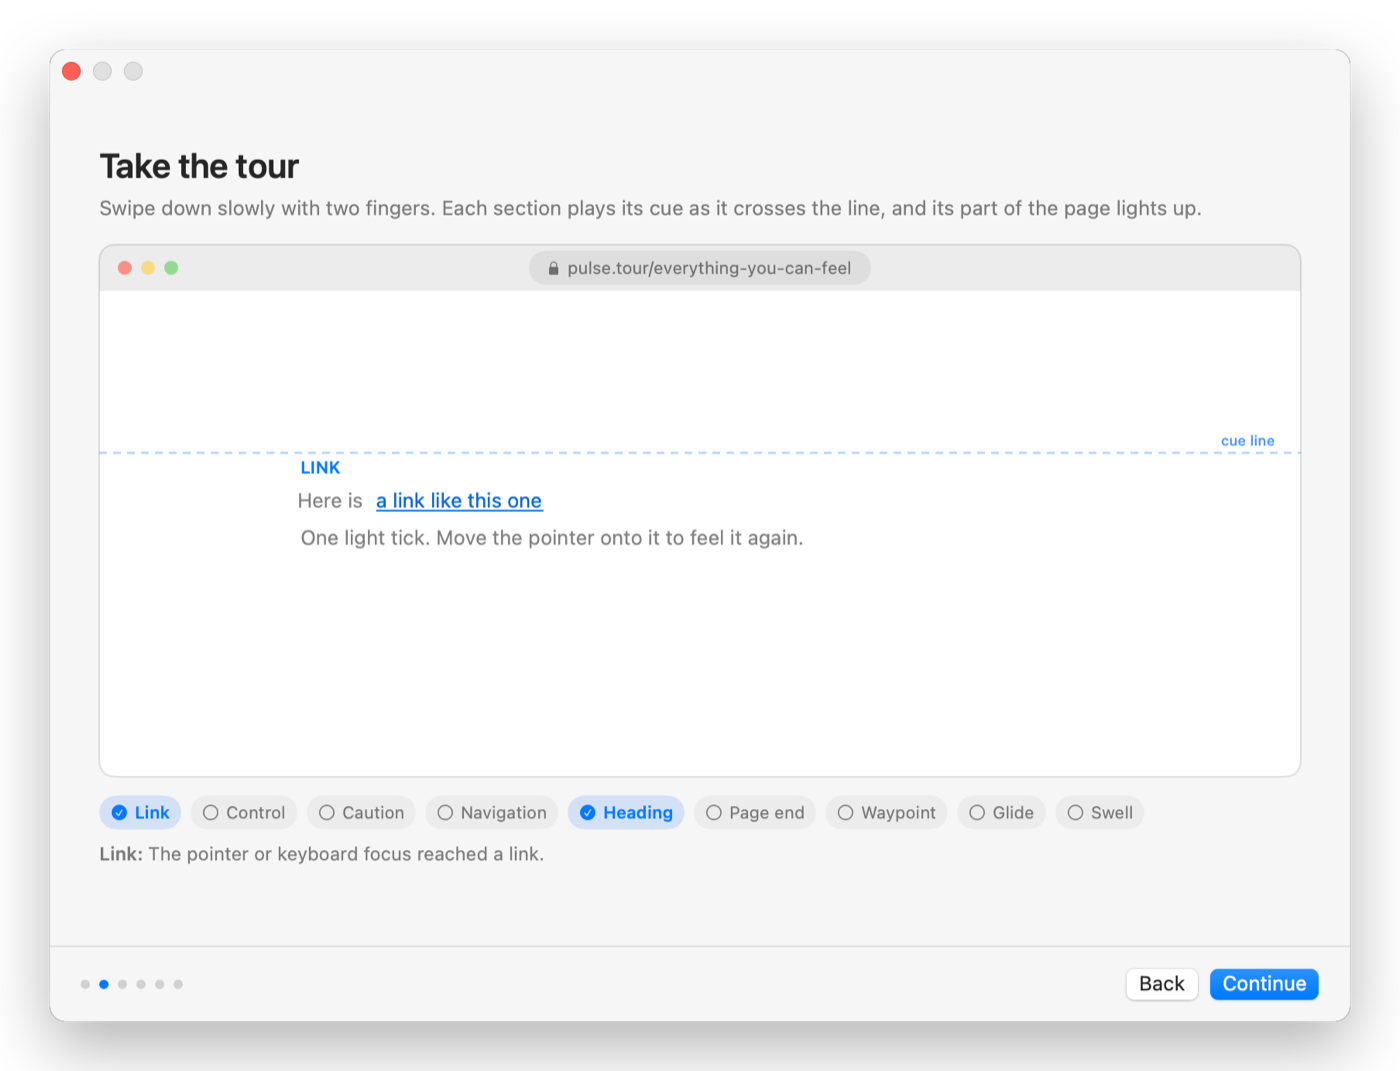 Take the tour
Swipe down slowly with two fingers. Each section plays its cue as it crosses the line, and its part of the page lights up.
pulse.tour/everything-you-can-feel
cue line
LINK
Here is a link like this one
One light tick. Move the pointer onto it to feel it again.
Link Control Caution Navigation Heading Page end Waypoint Glide Swell
Link: The pointer or keyboard focus reached a link.
Back Continue